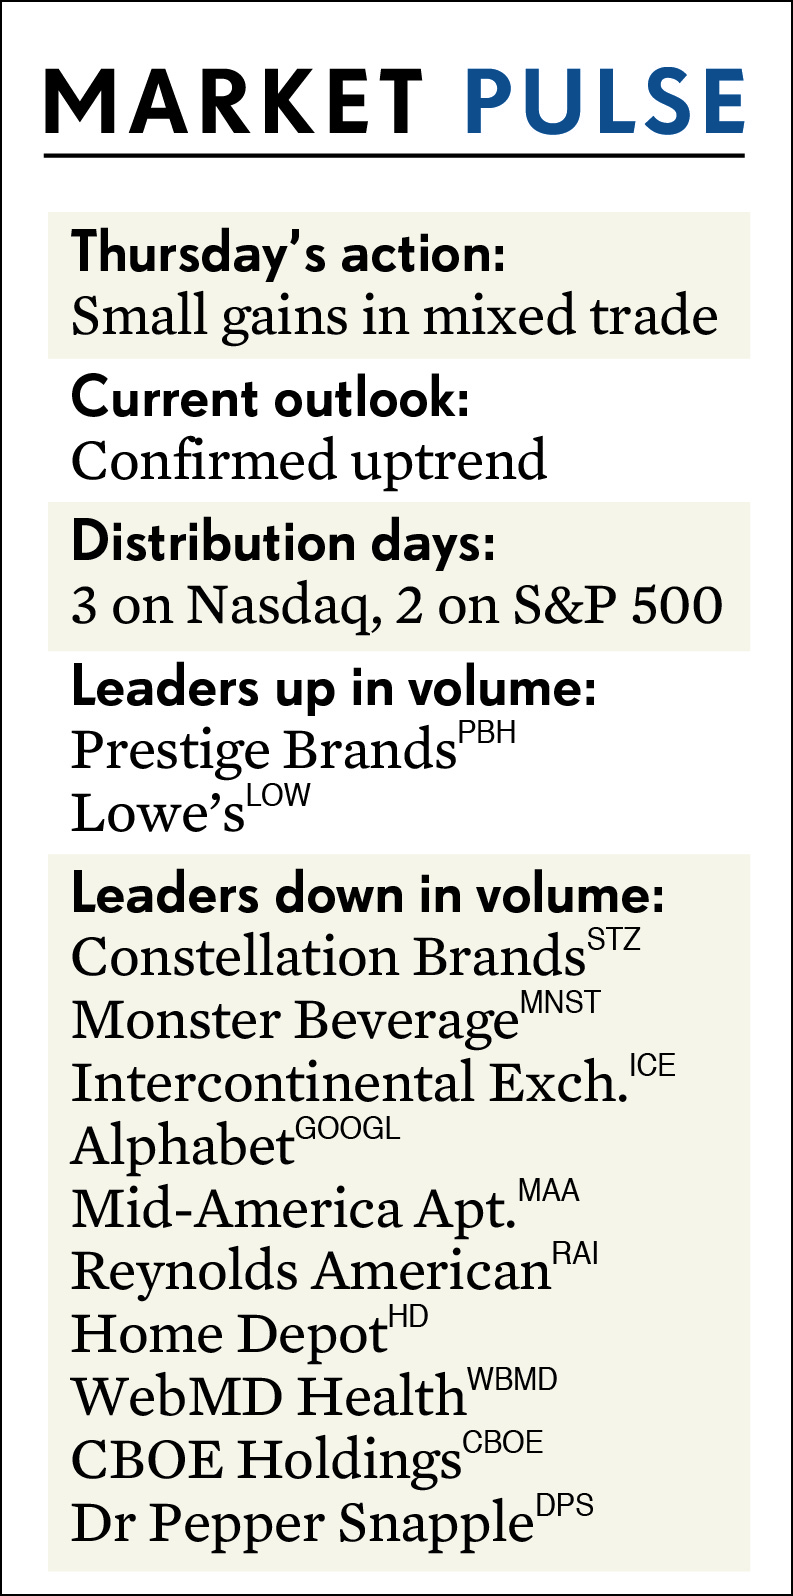 MARKET PULSE
Thursday’s action:
Small gains in mixed trade
Current outlook:
Confirmed uptrend
Distribution days:
3 on Nasdaq, 2 on S&P 500
Leaders up in volume:
Prestige Brands PBH
Lowe’s LOW
Leaders down in volume:
Constellation Brands STZ
Monster Beverage MNST
Intercontinental Exch. ICE
Alphabet GOOGL
Mid-America Apt. MAA
Reynolds American RAI
Home Depot HD
WebMD Health WBMD
CBOE Holdings CBOE
Dr Pepper Snapple DPS